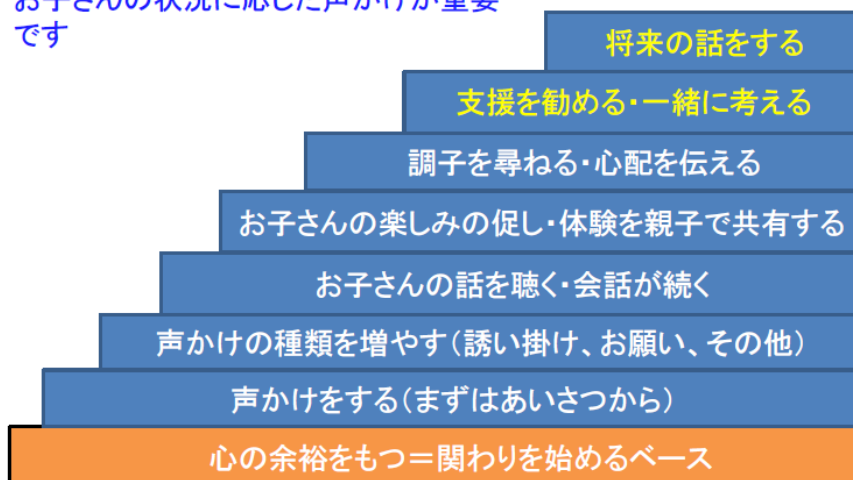 お子さんの状況に応じた声かけが重要
です
将来の話をする
支援を勧める・一緒に考える
調子を尋ねる・心配を伝える
お子さんの楽しみの促し・体験を親子で共有する
お子さんの話を聴く・会話が続く
声かけの種類を増やす（誘い掛け、お願い、その他）
声かけをする（まずはあいさつから）
心の余裕をもつ＝関わりを始めるベース